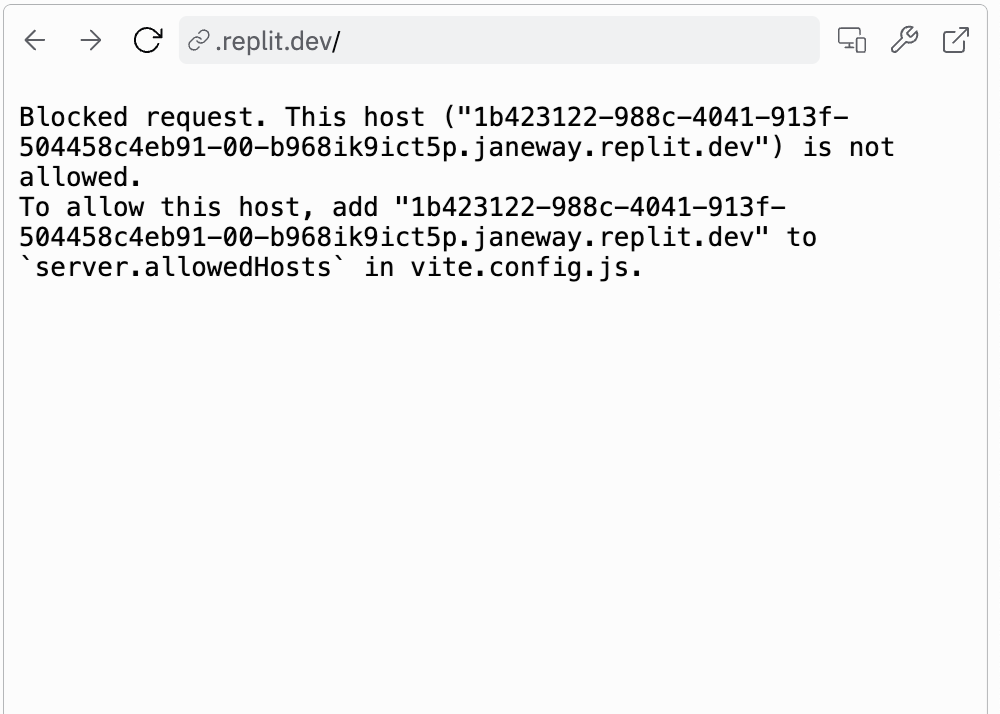 .replit.dev/
Blocked request. This host ("1b423122-988c-4041-913f-
504458c4eb91-00-b968ik9ict5p.janeway.replit.dev") is not
allowed.
To allow this host, add "1b423122-988c-4041-913f-
504458c4eb91-00-b968ik9ict5p.janeway.replit.dev" to
`server.allowedHosts` in vite.config.js.